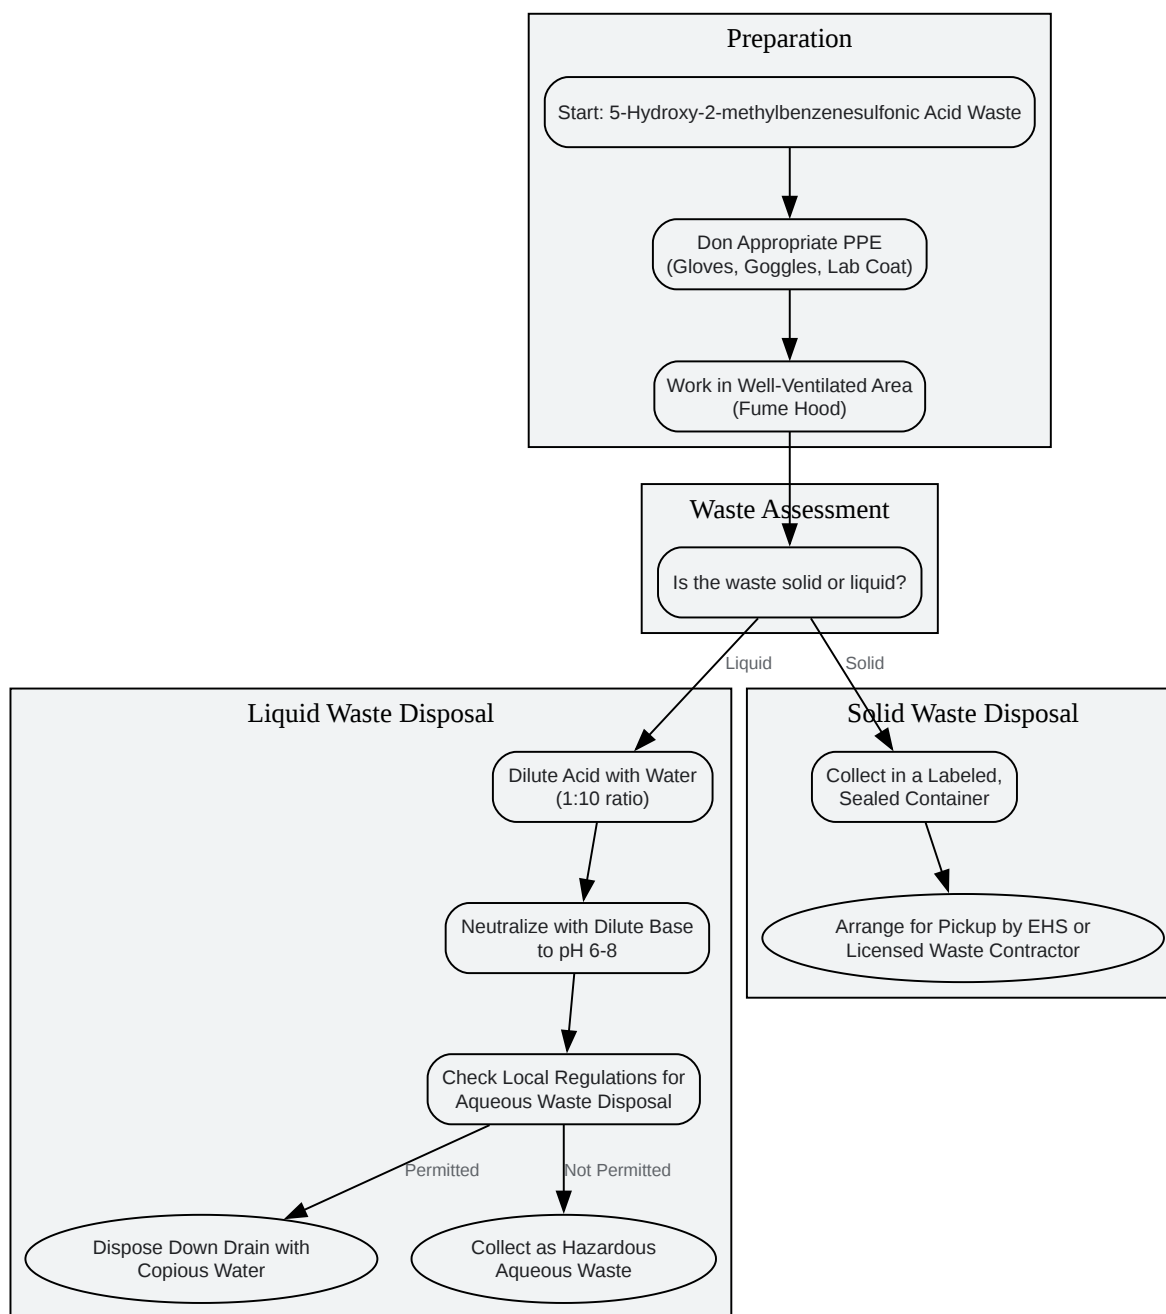 Preparation
Start: 5-Hydroxy-2-methylbenzenesulfonic Acid Waste
Don Appropriate PPE
(Gloves, Goggles, Lab Coat)
Work in Well-Ventilated Area
(Fume Hood)
Waste Assessment
Is the waste solid or liquid?
Liquid
Solid
Liquid Waste Disposal
Dilute Acid with Water
(1:10 ratio)
Neutralize with Dilute Base
to pH 6-8
Check Local Regulations for
Aqueous Waste Disposal
Permitted
Not Permitted
Dispose Down Drain with
Copious Water
Collect as Hazardous
Aqueous Waste
Solid Waste Disposal
Collect in a Labeled,
Sealed Container
Arrange for Pickup by EHS or
Licensed Waste Contractor